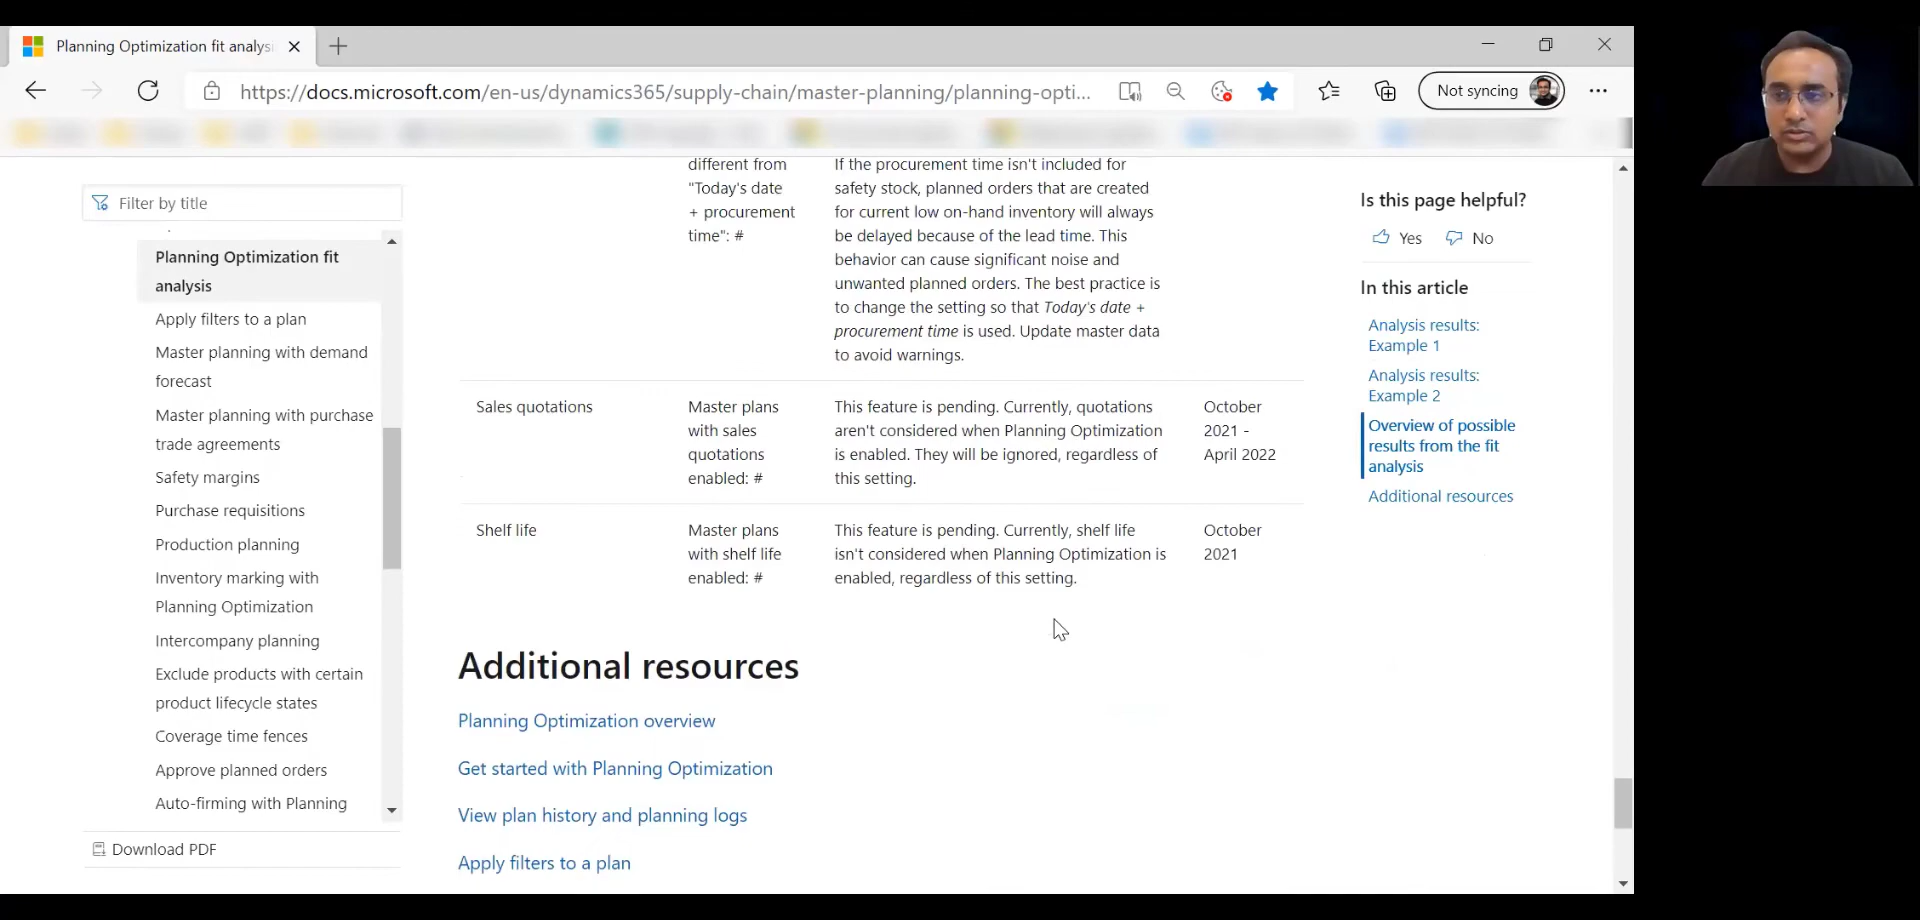 Planning Optimization fit analysi
https://docs.microsoft.com/en-us/dynamics365/supply-chain/master-planning/planning-opti...
Not syncing
Filter by title
Planning Optimization fit
analysis
Apply filters to a plan
Master planning with demand
forecast
Master planning with purchase
trade agreements
Safety margins
Purchase requisitions
Production planning
Inventory marking with
Planning Optimization
Intercompany planning
Exclude products with certain
product lifecycle states
Coverage time fences
Approve planned orders
Auto-firming with Planning
Download PDF
different from
"Today's date
+ procurement
time": #
If the procurement time isn't included for
safety stock, planned orders that are created
for current low on-hand inventory will always
be delayed because of the lead time. This
behavior can cause significant noise and
unwanted planned orders. The best practice is
to change the setting so that Today's date +
procurement time is used. Update master data
to avoid warnings.
Sales quotations
Master plans
with sales
quotations
enabled: #
This feature is pending. Currently, quotations
aren't considered when Planning Optimization
is enabled. They will be ignored, regardless of
this setting.
October
2021 -
April 2022
Shelf life
Master plans
with shelf life
enabled: #
This feature is pending. Currently, shelf life
isn't considered when Planning Optimization is
enabled, regardless of this setting.
October
2021
Additional resources
Planning Optimization overview
Get started with Planning Optimization
View plan history and planning logs
Apply filters to a plan
Is this page helpful?
Yes
No
In this article
Analysis results:
Example 1
Analysis results:
Example 2
Overview of possible
results from the fit
analysis
Additional resources